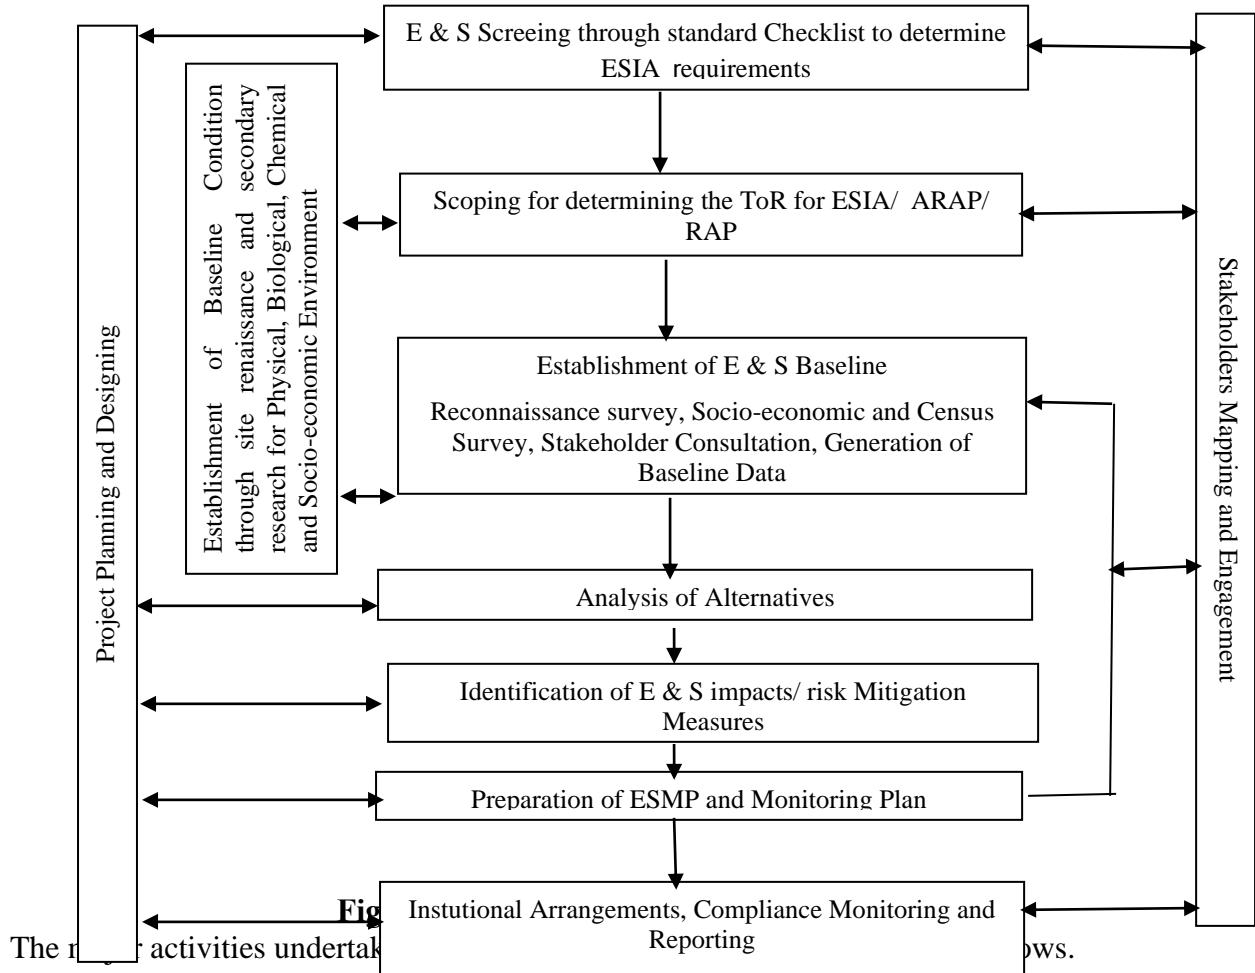 E & S Screeing through standard Checklist to determine
ESIA requirements
Project Planning and Designing
Establishment of Baseline Condition
through site renaissance and secondary
research for Physical, Biological, Chemical
and Socio-economic Environment
Scoping for determining the ToR for ESIA/ ARAP/
RAP
Establishment of E & S Baseline
Reconnaissance survey, Socio-economic and Census
Survey, Stakeholder Consultation, Generation of
Baseline Data
Stakeholders Mapping and Engagement
Analysis of Alternatives
Identification of E & S impacts/ risk Mitigation
Measures
Preparation of ESMP and Monitoring Plan
Instutional Arrangements, Compliance Monitoring and
Reporting
The activities